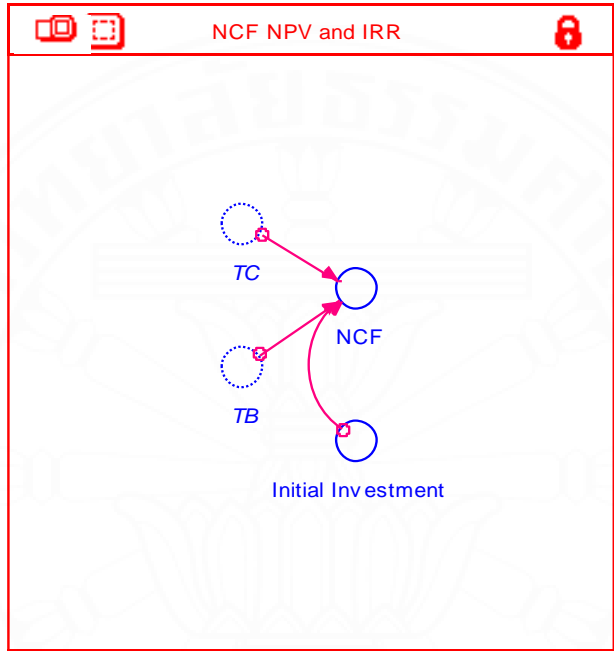 NCF NPV and IRR
TC
NCF
TB
Initial Investment